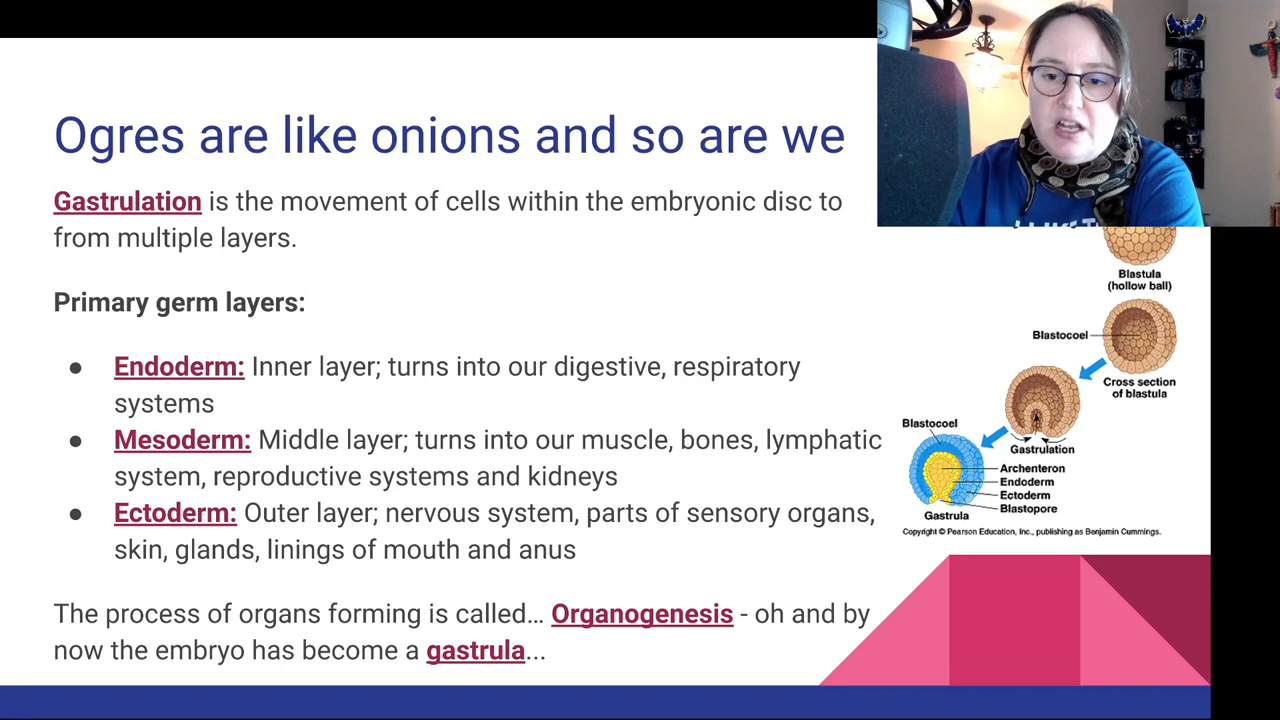 Ogres are like onions and so are we
Gastrulation is the movement of cells within the embryonic disc to
from multiple layers.
Primary germ layers:
● Endoderm: Inner layer; turns into our digestive, respiratory
systems
● Mesoderm: Middle layer; turns into our muscle, bones, lymphatic
system, reproductive systems and kidneys
● Ectoderm: Outer layer; nervous system, parts of sensory organs,
skin, glands, linings of mouth and anus
The process of organs forming is called... Organogenesis - oh and by
now the embryo has become a gastrula...
Blastula
(hollow ball)
Blastocoel
Cross section
of blastula
Blastocoel
Gastrulation
Archenteron
Endoderm
Ectoderm
Blastopore
Gastrula
Copyright © Pearson Education, Inc., publishing as Benjamin Cummings.